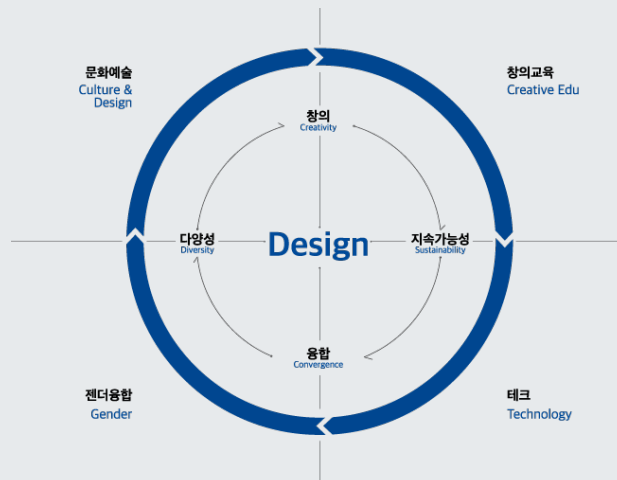 문화예술
Culture &
Design
창의교육
Creative Edu
창의
Creativity
다양성
Diversity
Design
지속가능성
Sustainability
융합
Convergence
젠더융합
Gender
테크
Technology